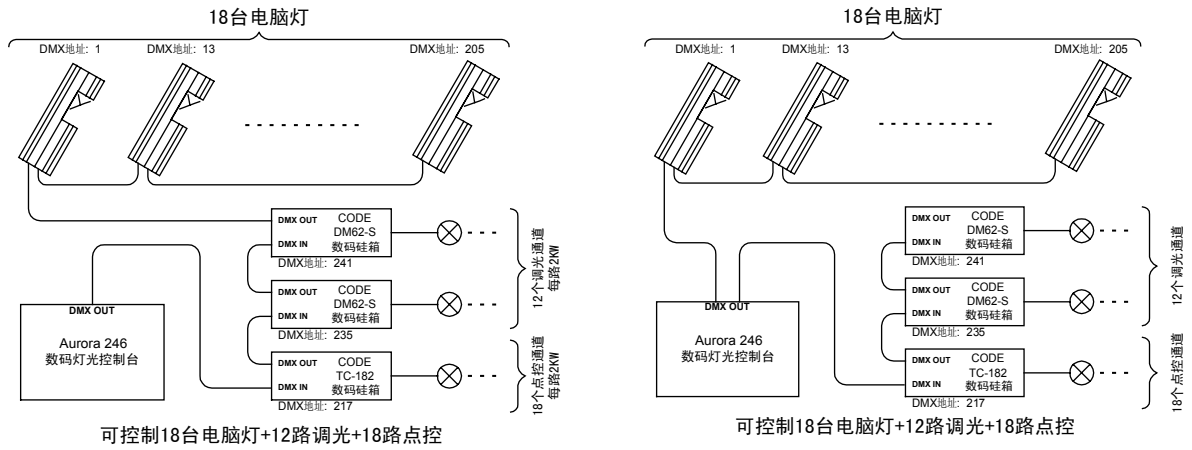 18台电脑灯
DMX地址: 1
DMX地址: 13
DMX地址: 205
DMX OUT
CODE
DM62-S
DMX IN
数码硅箱
DMX地址: 241
DMX OUT
CODE
DM62-S
DMX IN
数码硅箱
DMX地址: 235
DMX OUT
CODE
TC-182
DMX IN
数码硅箱
DMX地址: 217
12个调光通道
每路2KW
18个点控通道
每路2KW
DMX OUT
Aurora 246
数码灯光控制台
可控制18台电脑灯+12路调光+18路点控
18台电脑灯
DMX地址: 1
DMX地址: 13
DMX地址: 205
DMX OUT
CODE
DM62-S
DMX IN
数码硅箱
DMX地址: 241
DMX OUT
CODE
DM62-S
DMX IN
数码硅箱
DMX地址: 235
DMX OUT
CODE
TC-182
DMX IN
数码硅箱
DMX地址: 217
12个调光通道
18个点控通道
DMX OUT
Aurora 246
数码灯光控制台
可控制18台电脑灯+12路调光+18路点控